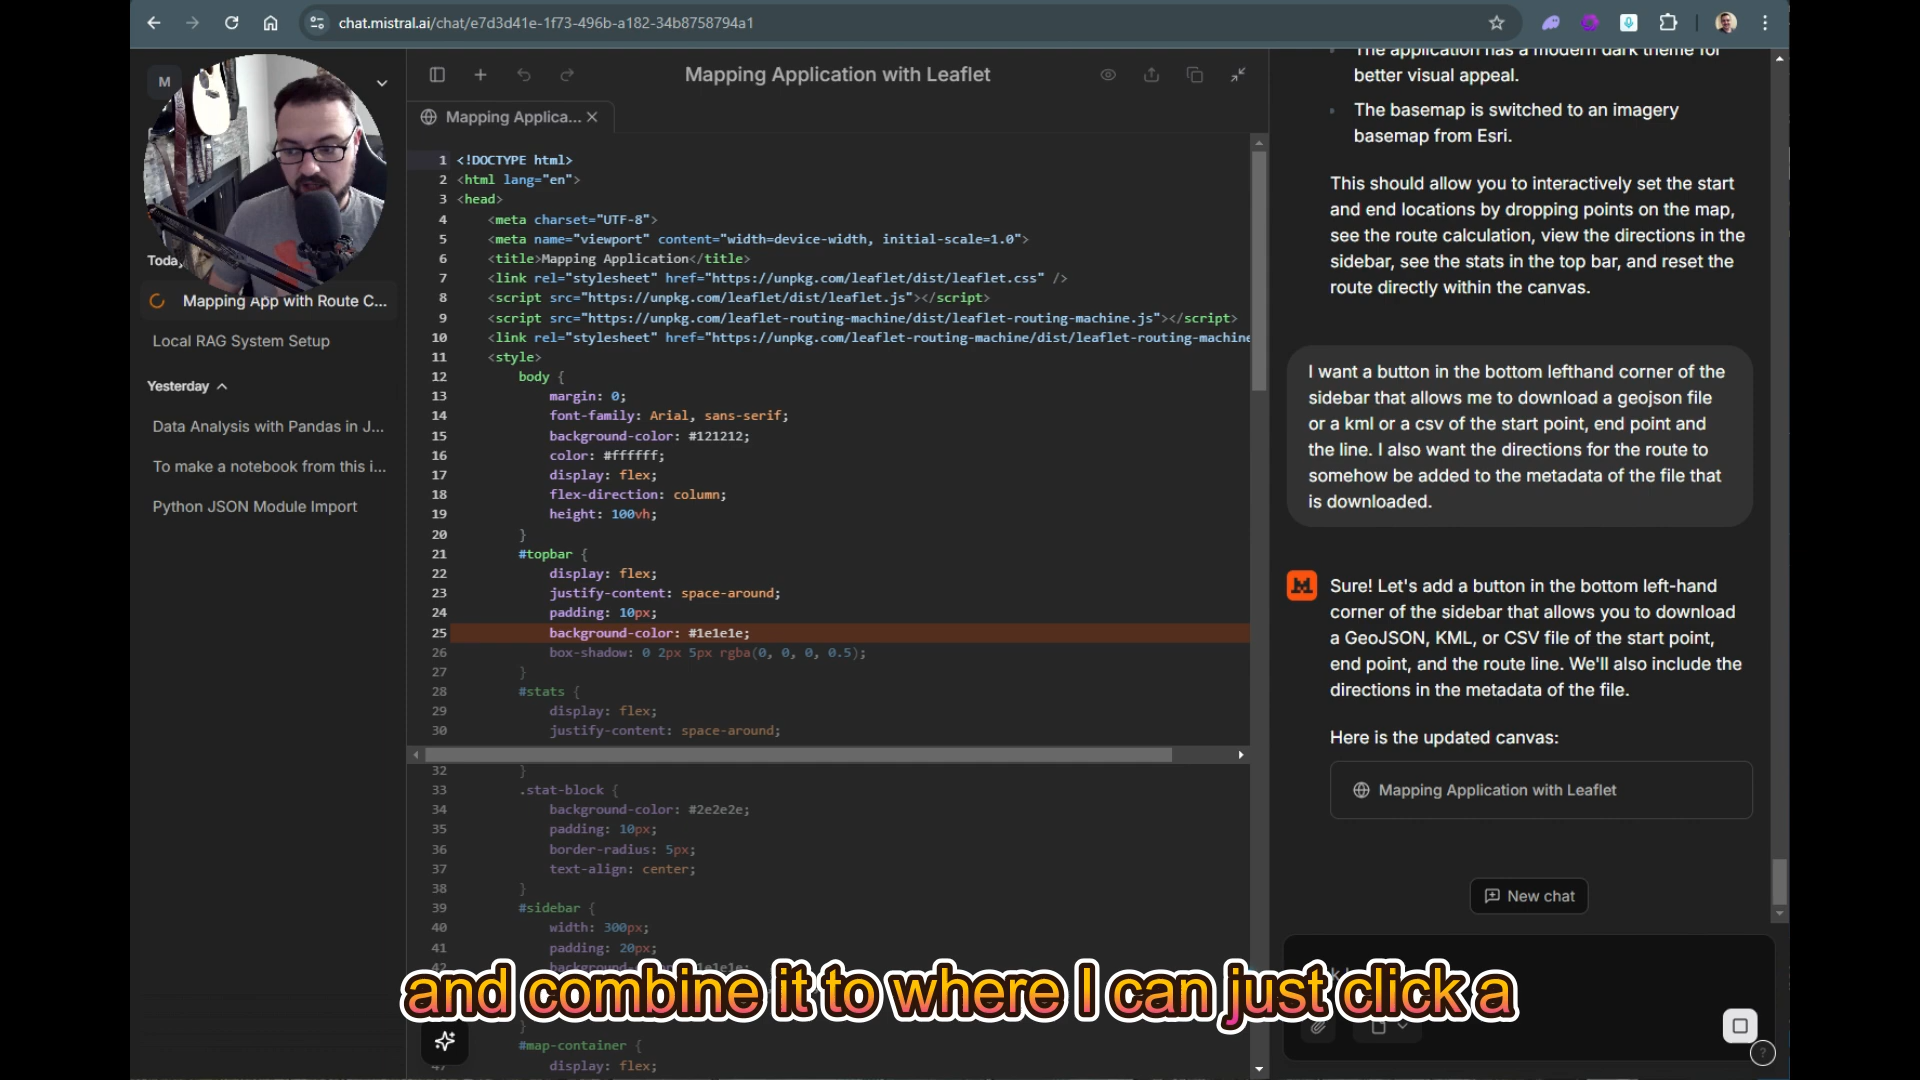 chat.mistral.ai/chat/e7d3d41e-1f73-496b-a182-34b8758794a1
M
Today
Mapping App with Route C...
Local RAG System Setup
Yesterday
Data Analysis with Pandas in J...
To make a notebook from this i...
Python JSON Module Import
Mapping Application with Leaflet
Mapping Applica...
1 <!DOCTYPE html>
2 <html lang="en">
3 <head>
4 <meta charset="UTF-8">
5 <meta name="viewport" content="width=device-width, initial-scale=1.0">
6 <title>Mapping Application</title>
7 <link rel="stylesheet" href="https://unpkg.com/leaflet/dist/leaflet.css" />
8 <script src="https://unpkg.com/leaflet/dist/leaflet.js"></script>
9 <script src="https://unpkg.com/leaflet-routing-machine/dist/leaflet-routing-machine.js"></script>
10 <link rel="stylesheet" href="https://unpkg.com/leaflet-routing-machine/dist/leaflet-routing-machine
11 <style>
12 body {
13 margin: 0;
14 font-family: Arial, sans-serif;
15 background-color: #121212;
16 color: #ffffff;
17 display: flex;
18 flex-direction: column;
19 height: 100vh;
20 }
21 #topbar {
22 display: flex;
23 justify-content: space-around;
24 padding: 10px;
25 background-color: #1e1e1e;
26 box-shadow: 0 2px 5px rgba(0, 0, 0, 0.5);
27 }
28 #stats {
29 display: flex;
30 justify-content: space-around;
32 }
33 .stat-block {
34 background-color: #2e2e2e;
35 padding: 10px;
36 border-radius: 5px;
37 text-align: center;
38 }
39 #sidebar {
40 width: 300px;
41 padding: 20px;
}
#map-container {
47 display: flex;
better visual appeal.
The basemap is switched to an imagery
basemap from Esri.
This should allow you to interactively set the start
and end locations by dropping points on the map,
see the route calculation, view the directions in the
sidebar, see the stats in the top bar, and reset the
route directly within the canvas.
I want a button in the bottom lefthand corner of the
sidebar that allows me to download a geojson file
or a kml or a csv of the start point, end point and
the line. I also want the directions for the route to
somehow be added to the metadata of the file that
is downloaded.
Sure! Let's add a button in the bottom left-hand
corner of the sidebar that allows you to download
a GeoJSON, KML, or CSV file of the start point,
end point, and the route line. We'll also include the
directions in the metadata of the file.
Here is the updated canvas:
Mapping Application with Leaflet
New chat
and combine it to where I can just click a
?